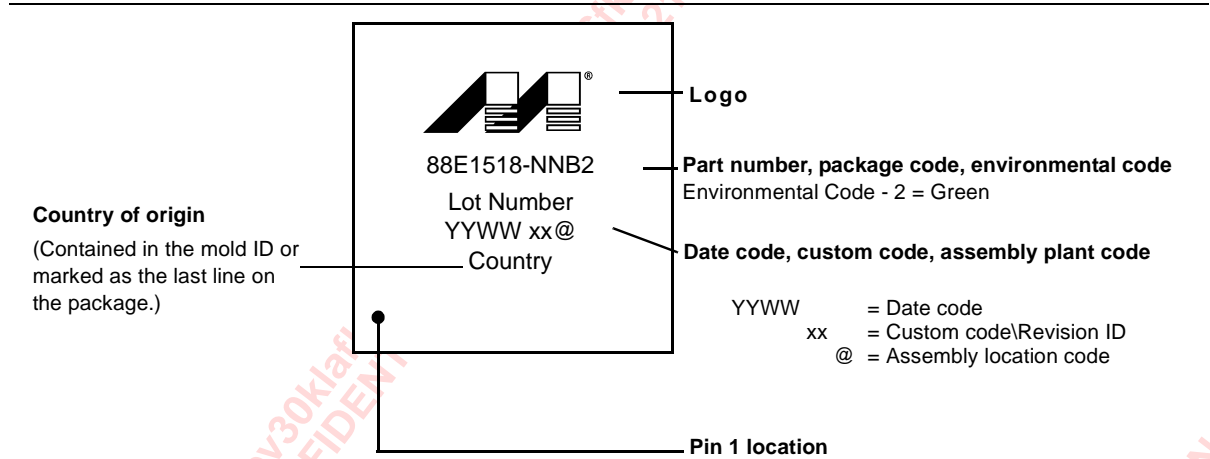 ®
Logo
88E1518-NNB2
Part number, package code, environmental code
Environmental Code - 2 = Green
Lot Number
YYWW xx@
Country
Country of origin
(Contained in the mold ID or
marked as the last line on
the package.)
Date code, custom code, assembly plant code
YYWW = Date code
xx = Custom code\Revision ID
@ = Assembly location code
Pin 1 location